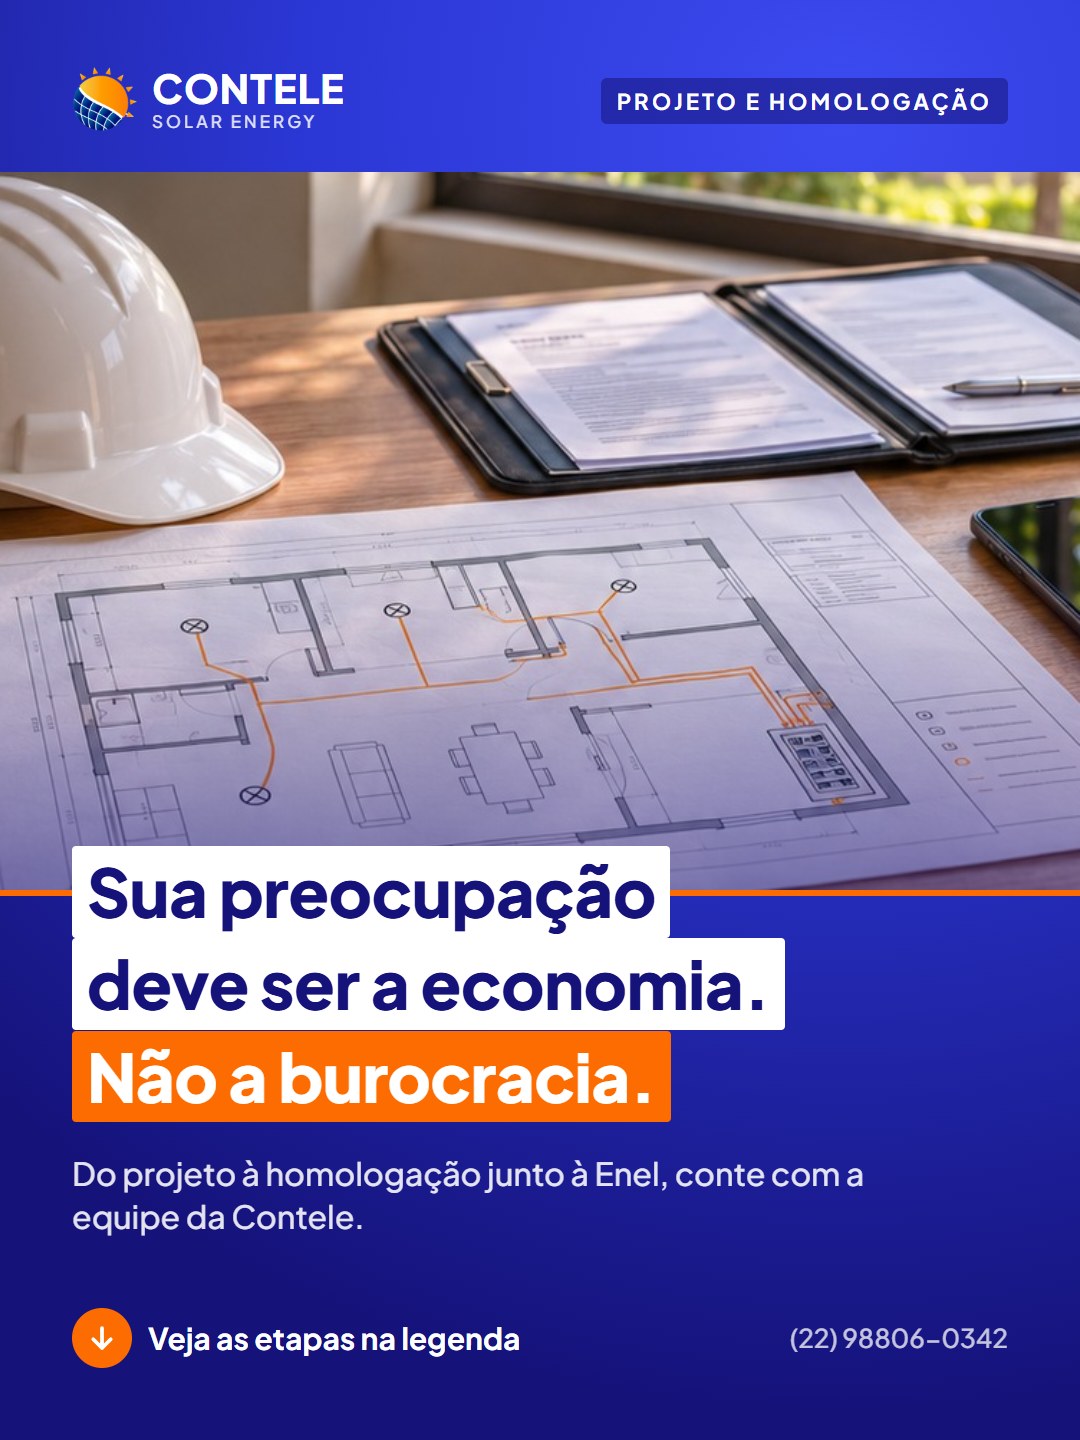 CONTELE
SOLAR ENERGY
PROJETO E HOMOLOGAÇÃO
Sua preocupação
deve ser a economia.
Não a burocracia.
Do projeto à homologação junto à Enel, conte com a
equipe da Contele.
Veja as etapas na legenda
(22) 98806-0342